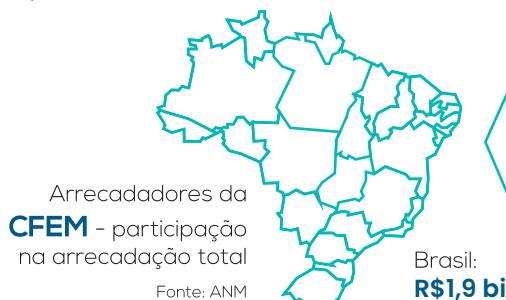 Arrecadadores da
CFEM - participação
na arrecadação total
Fonte: ANM
Brasil:
R$1,9 bi